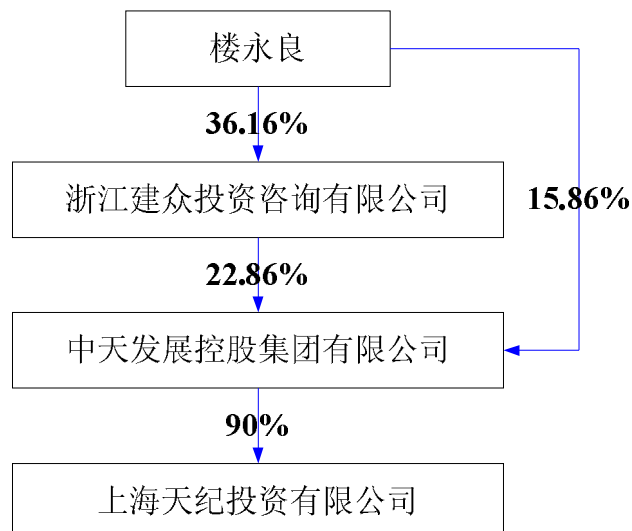 楼永良
36.16%
浙江建众投资咨询有限公司
15.86%
22.86%
中天发展控股集团有限公司
90%
上海天纪投资有限公司